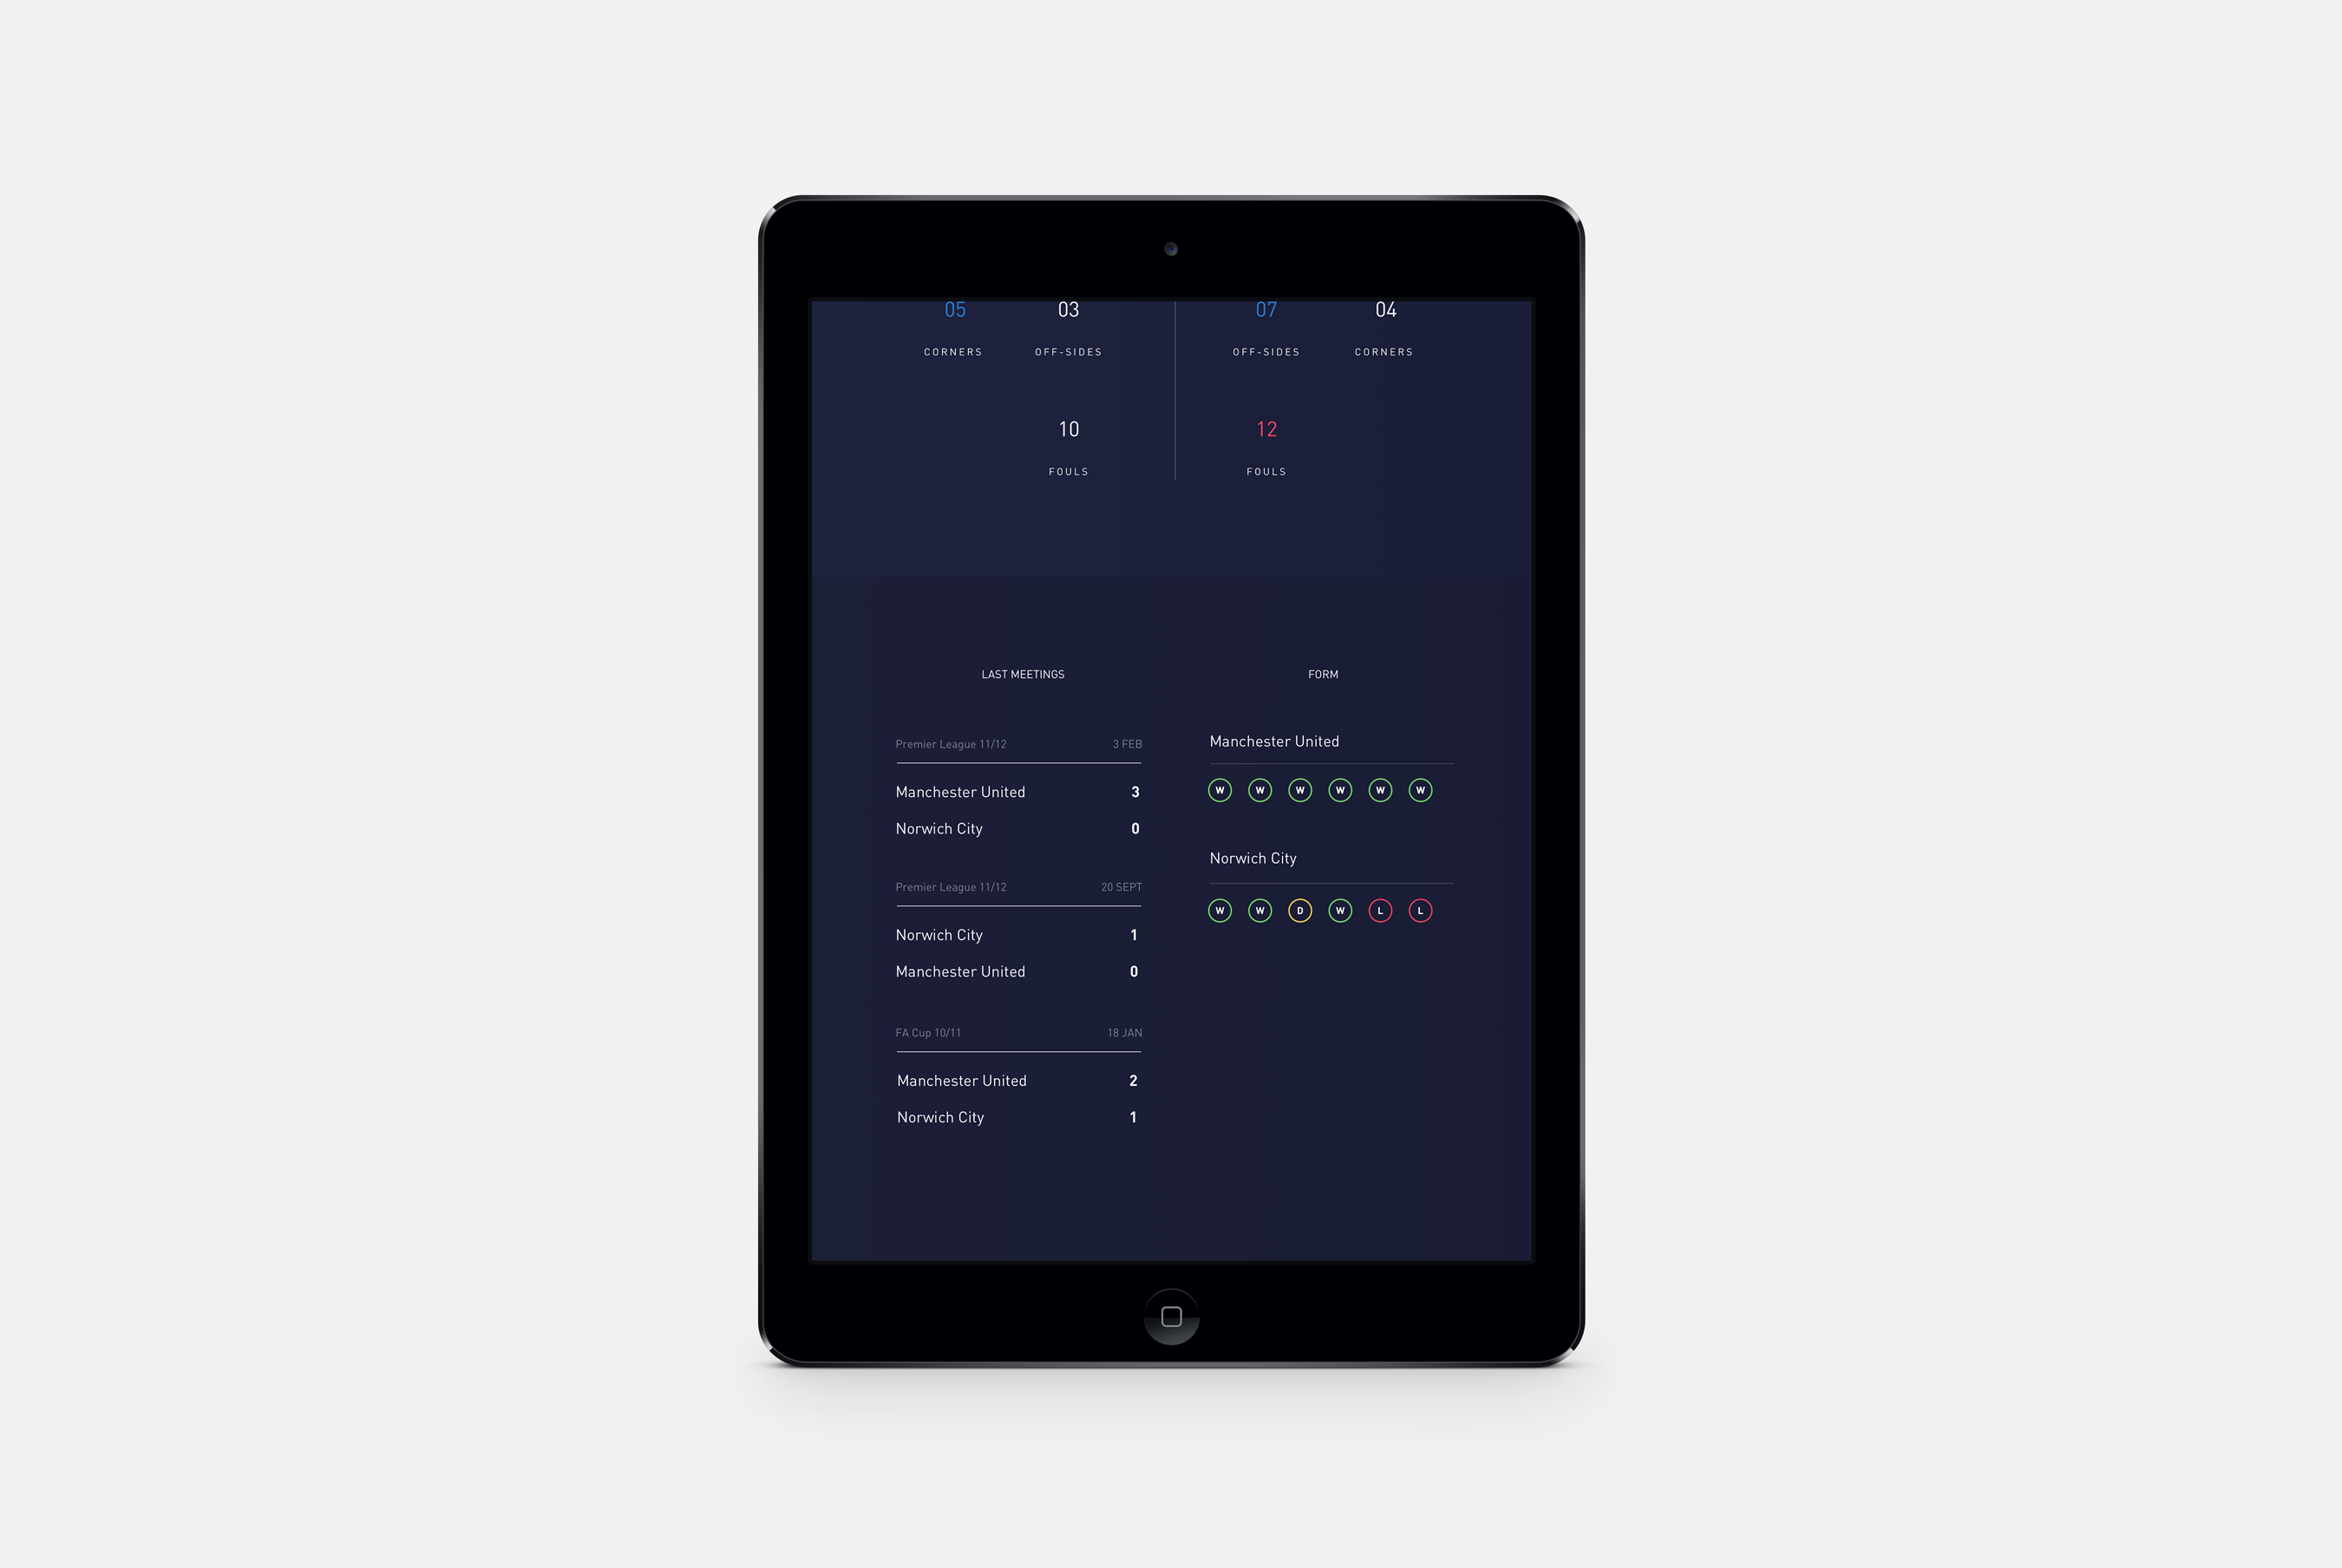 05 03 07 04
CORNERS OFF-SIDES OFF-SIDES CORNERS
10 12
FOULS FOULS
LAST MEETINGS
Premier League 11/12 3 FEB
Manchester United 3
Norwich City 0
Premier League 11/12 20 SEPT
Norwich City 1
Manchester United 0
FA Cup 10/11 18 JAN
Manchester United 2
Norwich City 1
FORM
Manchester United
W W W W W W
Norwich City
W W D W L L